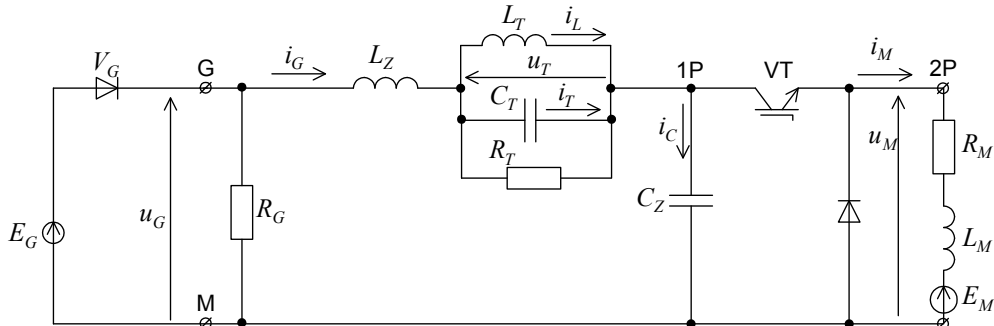 L_T i_L
V_G G i_G L_Z u_T 1P VT i_M 2P
C_T i_T
i_C u_M R_M
R_T
u_G R_G C_Z
E_G L_M
M E_M